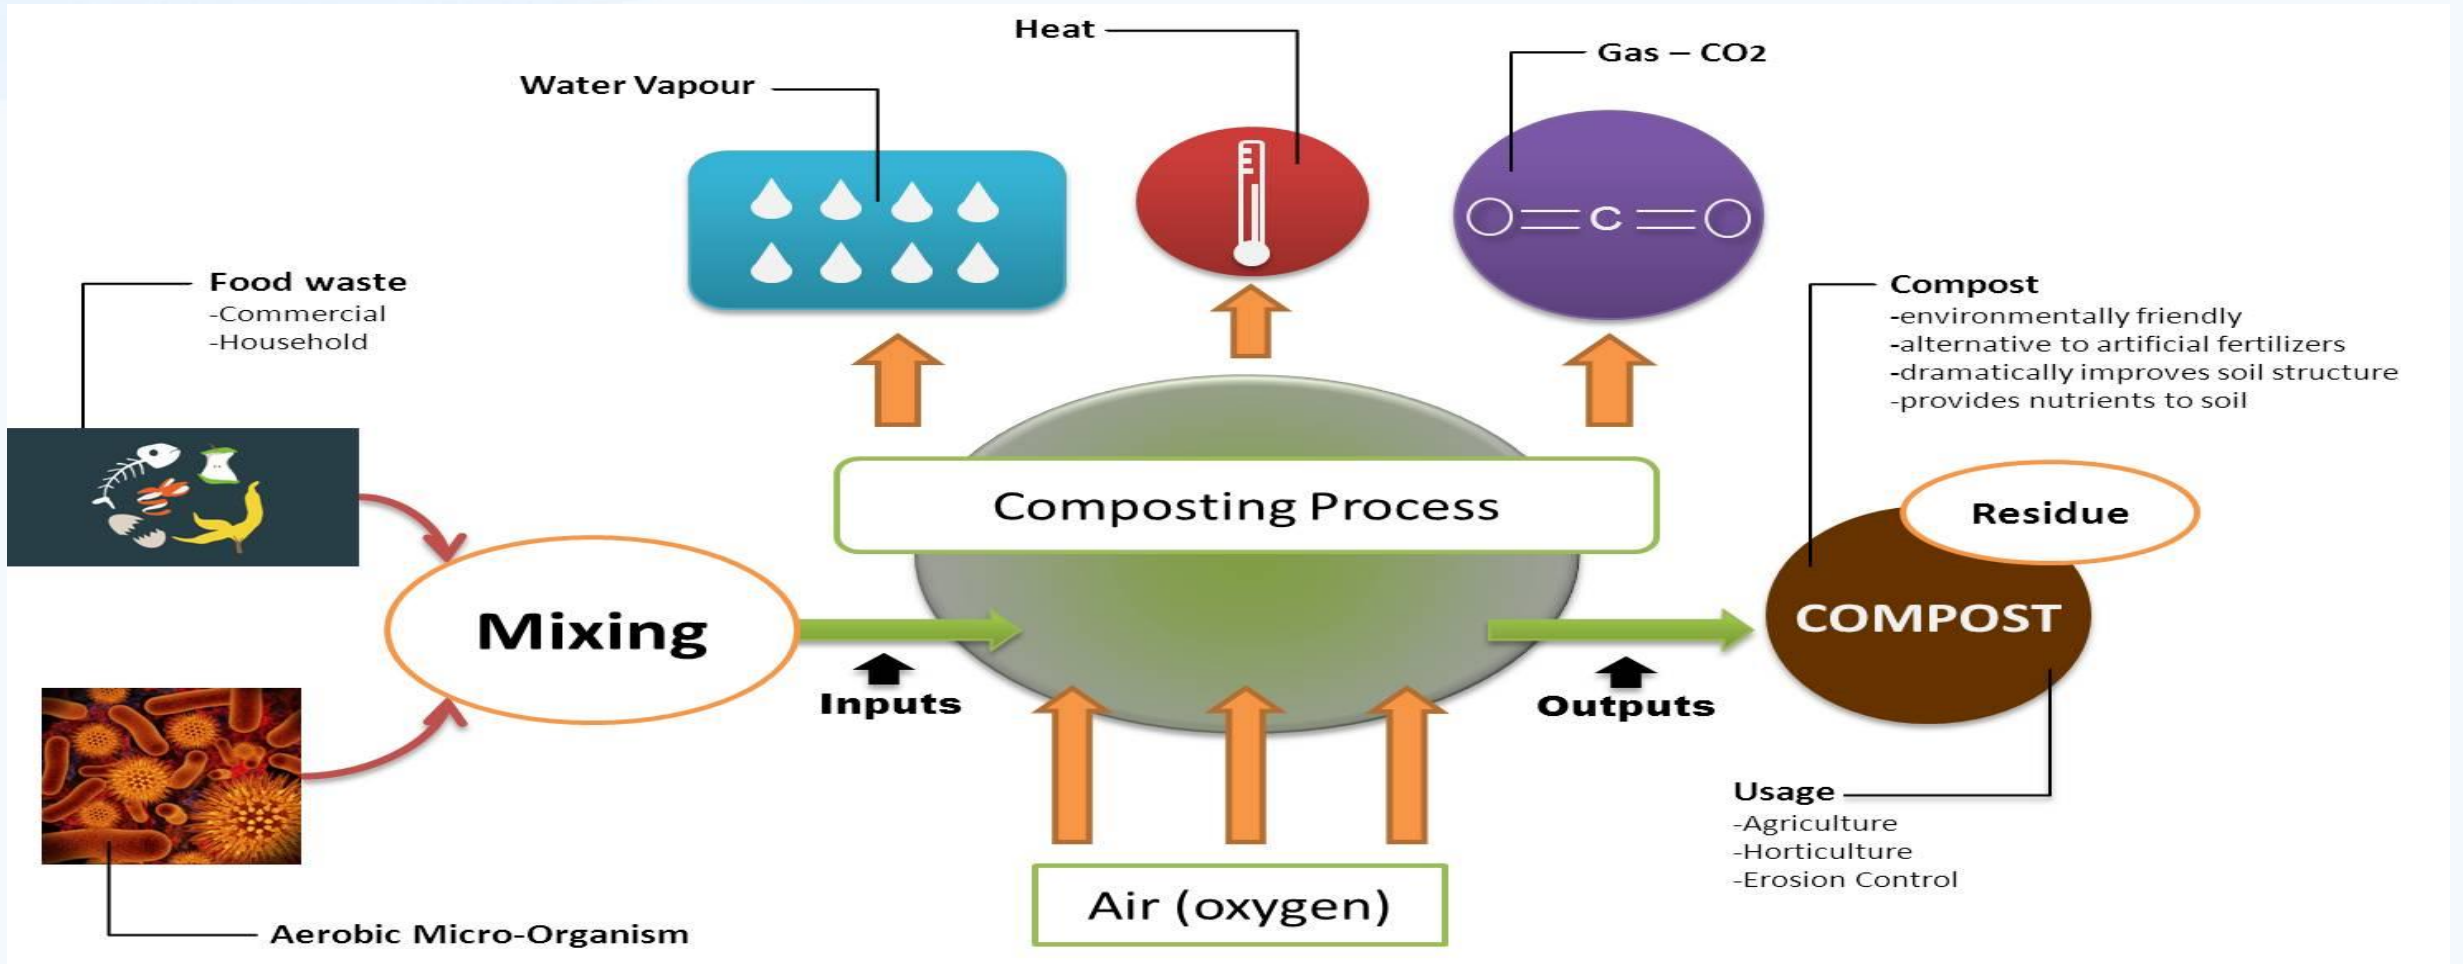 Heat
Gas – CO2
Water Vapour
O C O
Food waste
-Commercial
-Household
Compost
-environmentally friendly
-alternative to artificial fertilizers
-dramatically improves soil structure
-provides nutrients to soil
Composting Process
Residue
Mixing
COMPOST
Inputs
Outputs
Usage
-Agriculture
-Horticulture
-Erosion Control
Air (oxygen)
Aerobic Micro-Organism